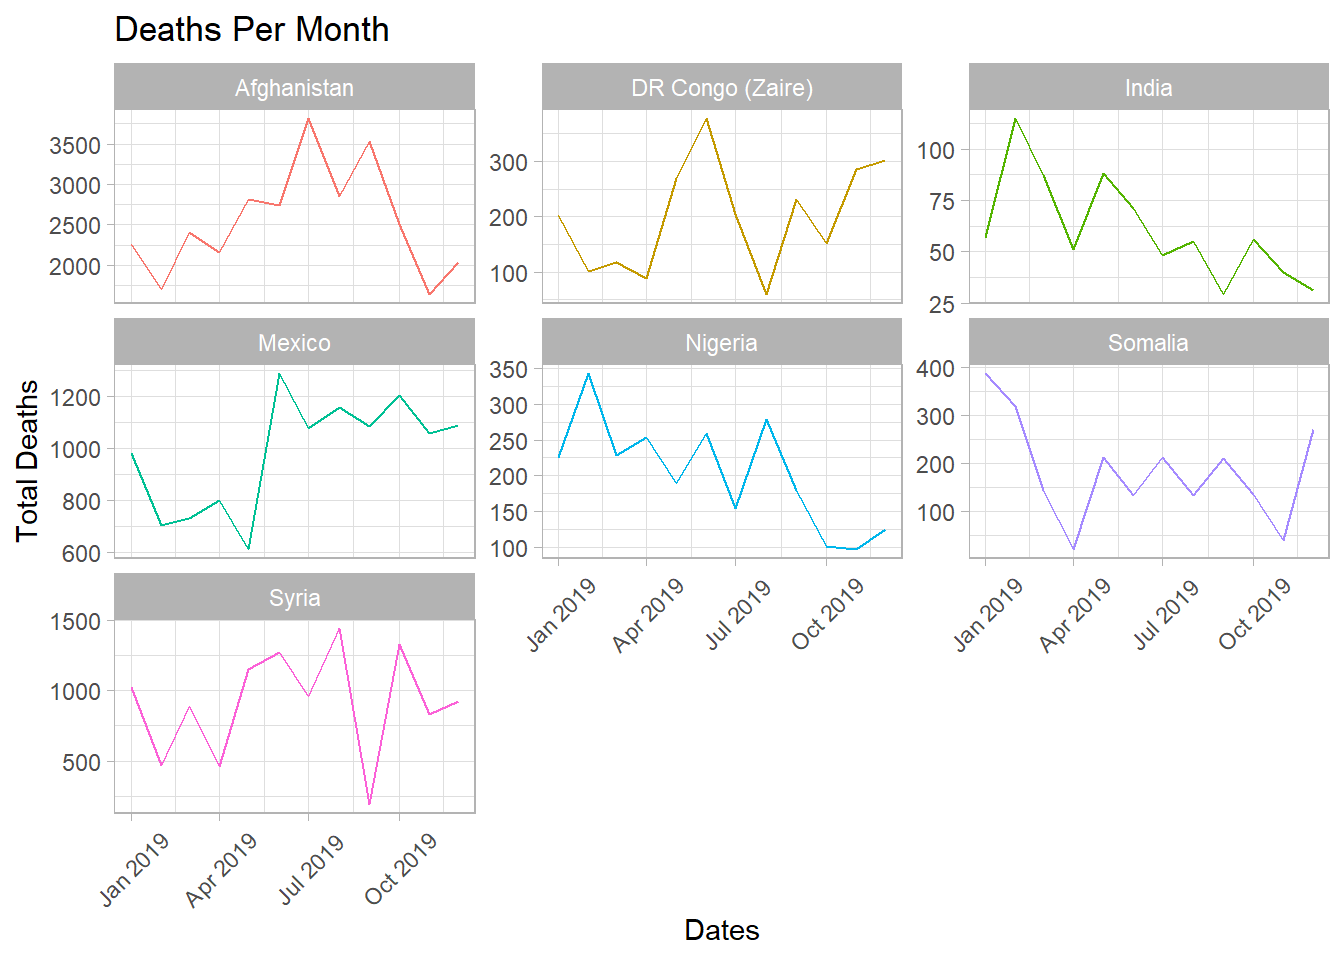 Deaths Per Month
Afghanistan
DR Congo (Zaire)
India
3500
3000
2500
2000
300
200
100
100
75
50
25
Mexico
Nigeria
Somalia
1200
1000
800
600
350
300
250
200
150
100
400
300
200
100
Jan 2019
Apr 2019
Jul 2019
Oct 2019
Jan 2019
Apr 2019
Jul 2019
Oct 2019
Syria
1500
1000
500
Jan 2019
Apr 2019
Jul 2019
Oct 2019
Total Deaths
Dates